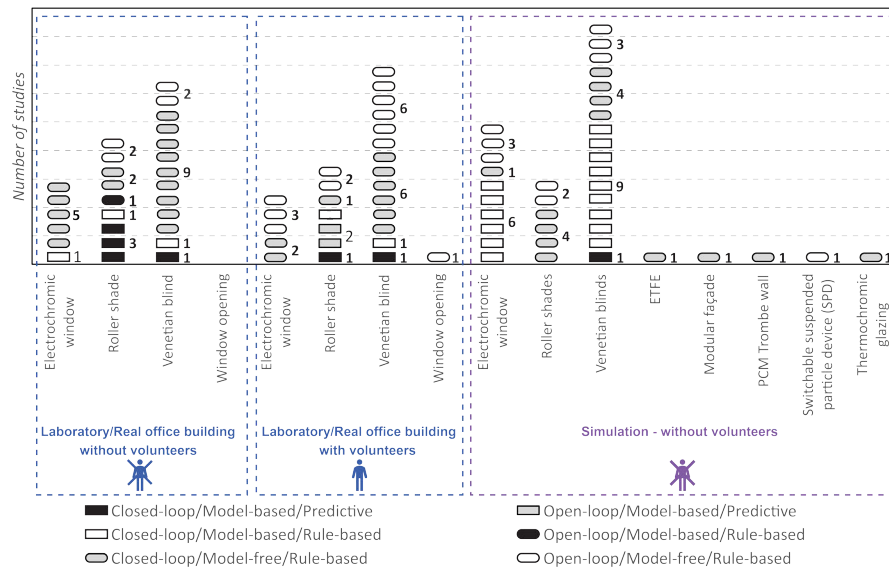 Number of studies
1
5
3
1
1
2
2
1
1
9
2
2
3
1
2
1
2
1
1
6
6
1
6
1
3
4
2
1
9
4
3
1
1
1
1
1
Electrochromic
window
Roller shade
Venetian blind
Window opening
Electrochromic
window
Roller shade
Venetian blind
Window opening
Electrochromic
window
Roller shades
Venetian blinds
ETFE
Modular façade
PCM Trombe wall
Switchable suspended
particle device (SPD)
Thermochromic
glazing
Laboratory/Real office building
without volunteers
Laboratory/Real office building
with volunteers
Simulation - without volunteers
Closed-loop/Model-based/Predictive
Closed-loop/Model-based/Rule-based
Closed-loop/Model-free/Rule-based
Open-loop/Model-based/Predictive
Open-loop/Model-based/Rule-based
Open-loop/Model-free/Rule-based